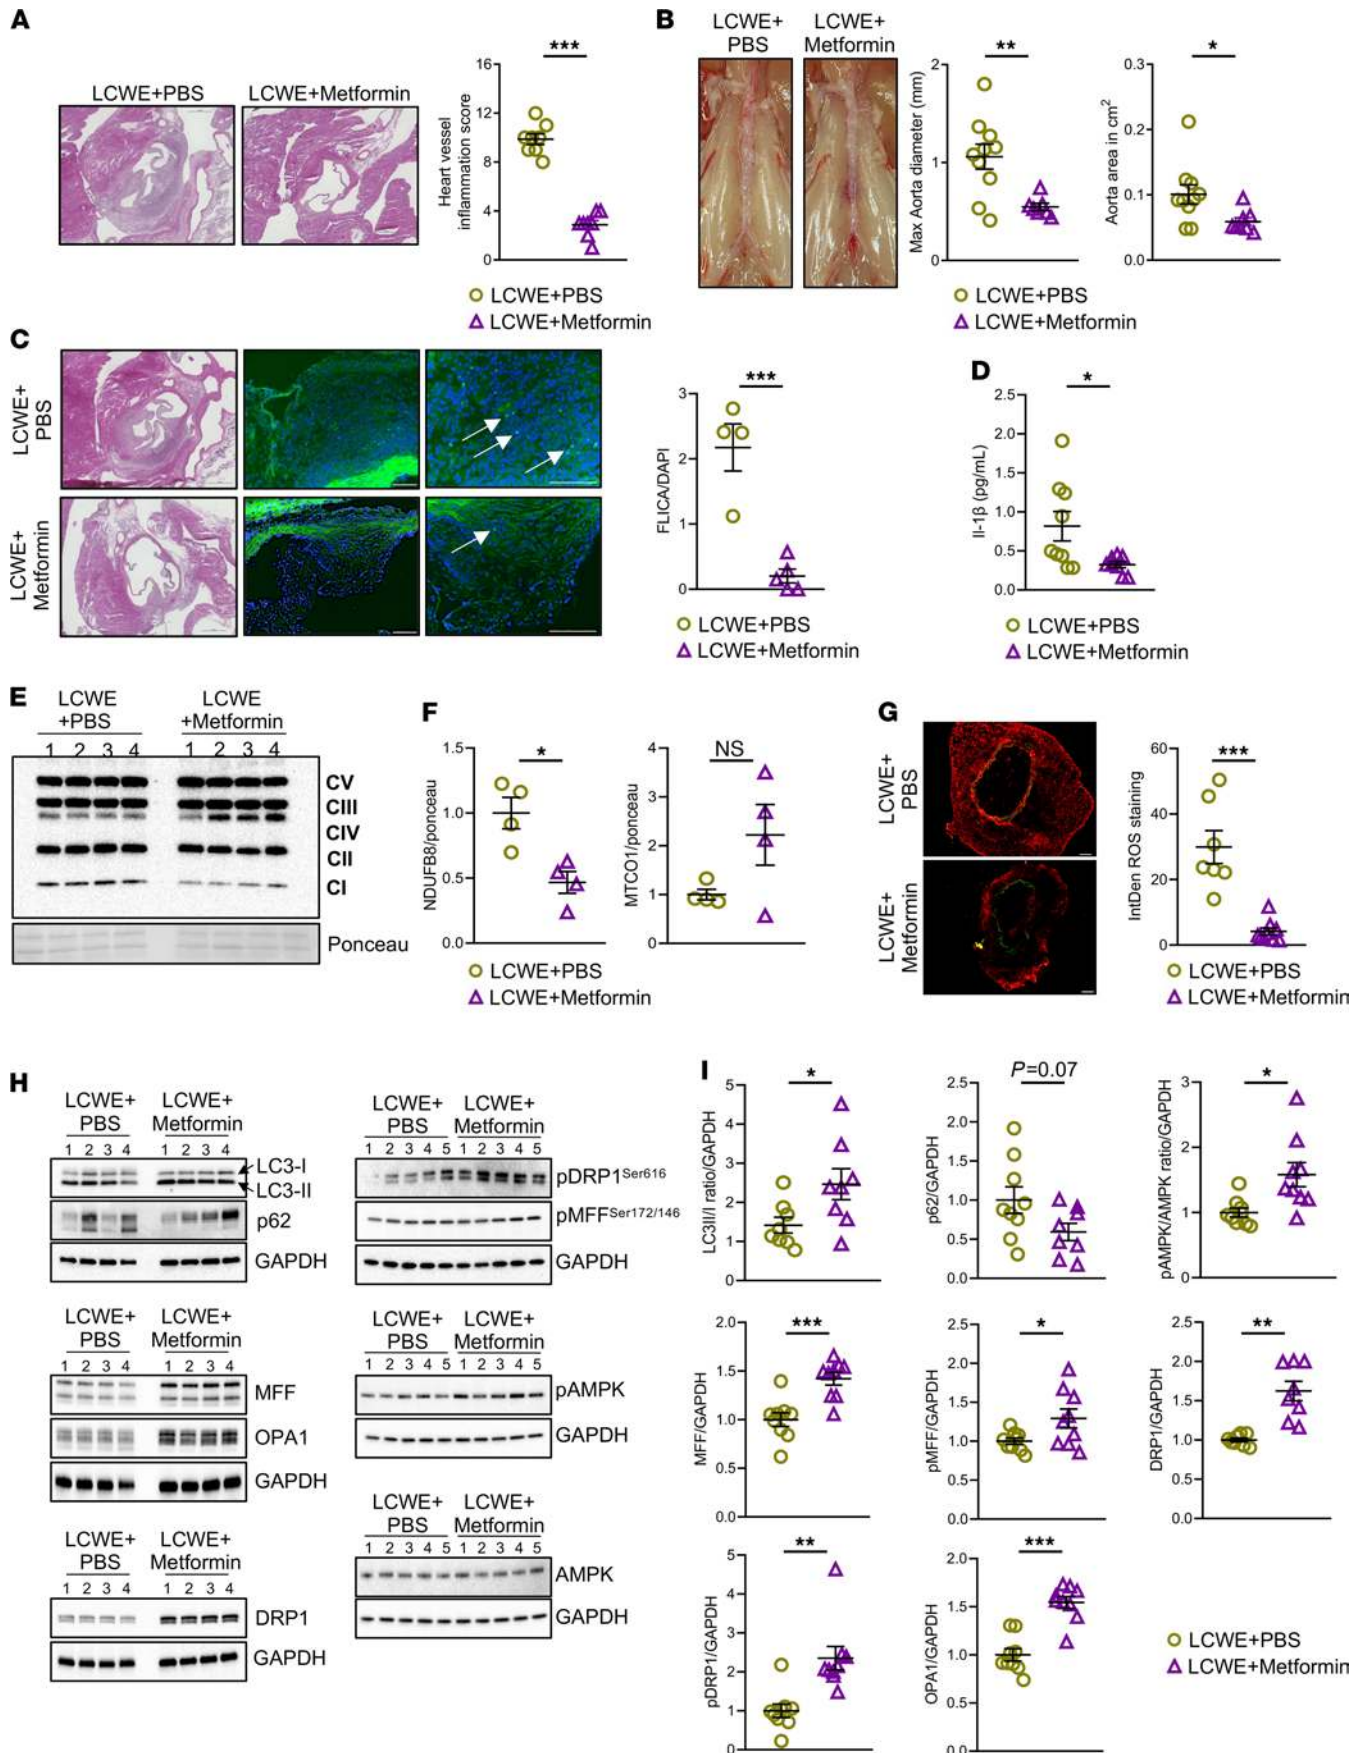 A
LCWE+PBS
LCWE+Metformin
***
Heart vessel
inflammation score
16
12
8
4
0
LCWE+PBS
LCWE+Metformin
B
LCWE+
PBS
LCWE+
Metformin
**
Max Aorta diameter (mm)
2
1
0
*
Aorta area in cm²
0.3
0.2
0.1
0.0
LCWE+PBS
LCWE+Metformin
C
LCWE+
PBS
LCWE+
Metformin
***
FLICA/DAPI
3
2
1
0
LCWE+PBS
LCWE+Metformin
D
*
Il-1β (pg/mL)
2.5
2.0
1.5
1.0
0.5
0.0
LCWE+PBS
LCWE+Metformin
E
LCWE
+PBS
LCWE
+Metformin
1 2 3 4
1 2 3 4
CV
CIII
CIV
CII
CI
Ponceau
F
*
NDUFB8/ponceau
1.5
1.0
0.5
0.0
NS
MTCO1/ponceau
4
3
2
1
0
LCWE+PBS
LCWE+Metformin
G
LCWE+
PBS
LCWE+
Metformin
***
IntDen ROS staining
60
40
20
0
LCWE+PBS
LCWE+Metformin
H
LCWE+
PBS
LCWE+
Metformin
1 2 3 4
1 2 3 4
LC3-I
LC3-II
p62
GAPDH
LCWE+
PBS
LCWE+
Metformin
1 2 3 4
1 2 3 4
MFF
OPA1
GAPDH
LCWE+
PBS
LCWE+
Metformin
1 2 3 4
1 2 3 4
DRP1
GAPDH
LCWE+
PBS
LCWE+
Metformin
1 2 3 4 5
1 2 3 4 5
pDRP1Ser616
pMFFSer172/146
GAPDH
LCWE+
PBS
LCWE+
Metformin
1 2 3 4 5
1 2 3 4 5
pAMPK
GAPDH
LCWE+
PBS
LCWE+
Metformin
1 2 3 4 5
1 2 3 4 5
AMPK
GAPDH
I
*
LC3II/I ratio/GAPDH
5
4
3
2
1
0
P=0.07
p62/GAPDH
2.5
2.0
1.5
1.0
0.5
0.0
*
pAMPK/AMPK ratio/GAPDH
3
2
1
0
***
MFF/GAPDH
2.0
1.5
1.0
0.5
0.0
*
pMFF/GAPDH
2.5
2.0
1.5
1.0
0.5
0.0
**
DRP1/GAPDH
2.5
2.0
1.5
1.0
0.5
0.0
**
pDRP1/GAPDH
5
4
3
2
1
0
***
OPA1/GAPDH
2.0
1.5
1.0
0.5
0.0
LCWE+PBS
LCWE+Metformin